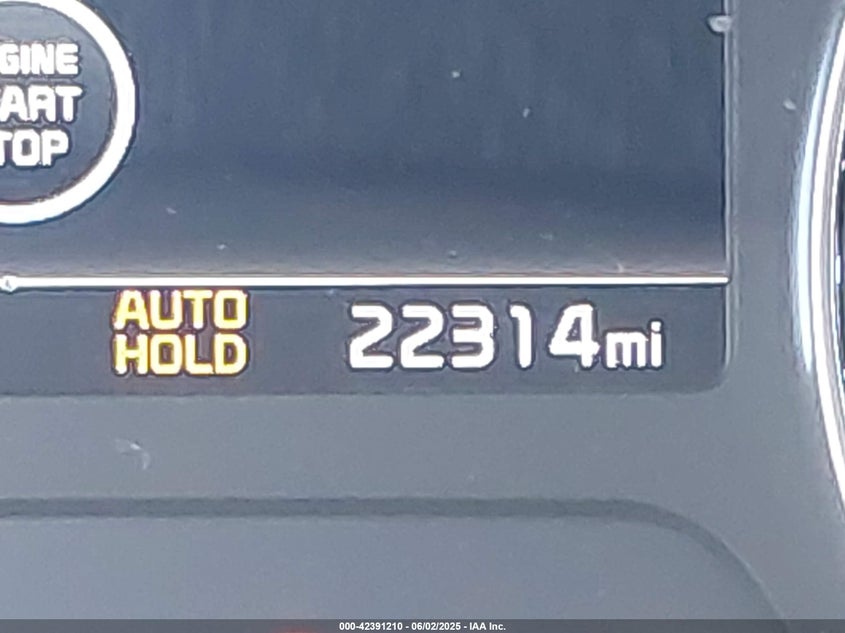 GINE
ART
TOP
AUTO
HOLD
22314mi
000-42391210 - 06/02/2025 - IAA Inc.